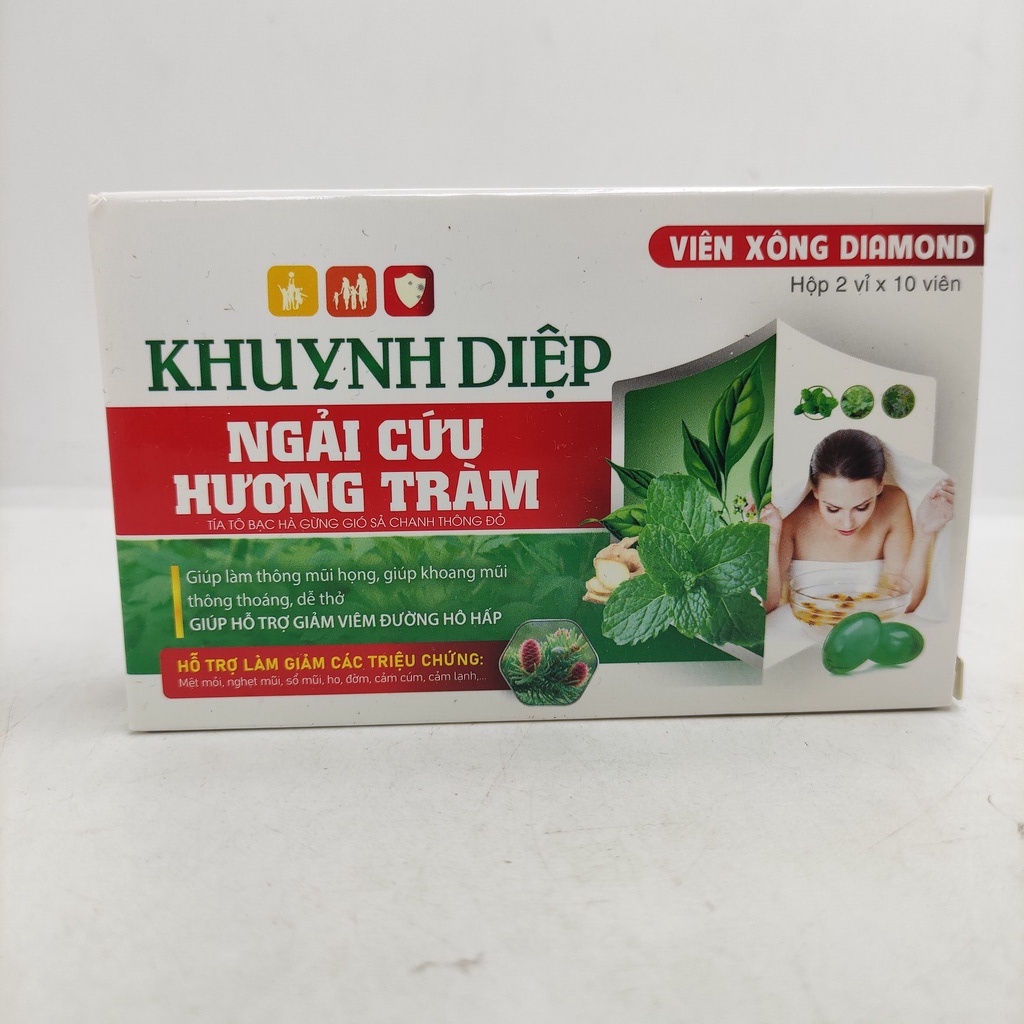 VIÊN XÔNG DIAMOND
Hộp 2 vỉ x 10 viên
KHUYNH DIỆP
NGẢI CỨU
HƯƠNG TRÀM
TÍA TÔ BẠC HÀ GỪNG GIÓ SẢ CHANH THÔNG ĐỎ
Giúp làm thông mũi họng, giúp khoang mũi
thông thoáng, dễ thở
GIÚP HỖ TRỢ GIẢM VIÊM ĐƯỜNG HÔ HẤP
HỖ TRỢ LÀM GIẢM CÁC TRIỆU CHỨNG:
Mệt mỏi, nghẹt mũi, sổ mũi, ho, đờm, cảm cúm, cảm lạnh,...